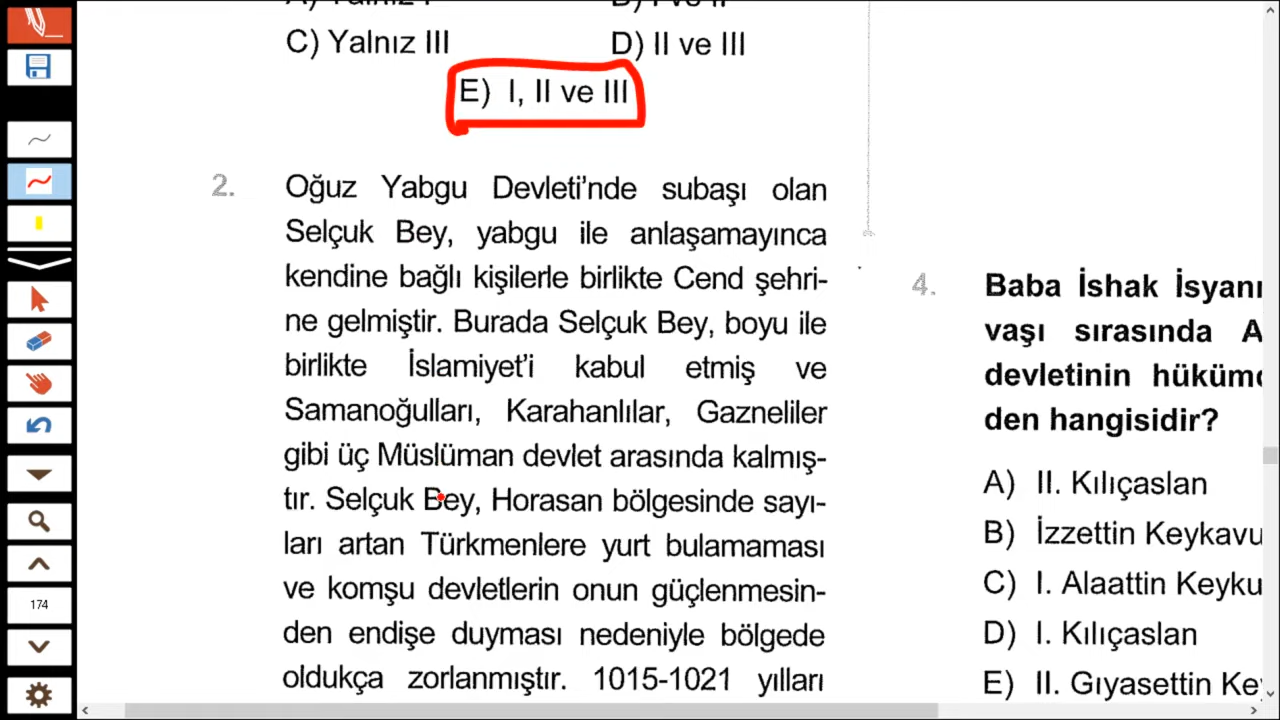 C) Yalnız III
D) II ve III
E) I, II ve III
2.
Oğuz Yabgu Devleti’nde subaşı olan
Selçuk Bey, yabgu ile anlaşamayınca
kendine bağlı kişilerle birlikte Cend şehri-
ne gelmiştir. Burada Selçuk Bey, boyu ile
birlikte İslamiyet’i kabul etmiş ve
Samanoğulları, Karahanlılar, Gazneliler
gibi üç Müslüman devlet arasında kalmış-
tır. Selçuk Bey, Horasan bölgesinde sayı-
ları artan Türkmenlere yurt bulamaması
ve komşu devletlerin onun güçlenmesin-
den endişe duyması nedeniyle bölgede
oldukça zorlanmıştır. 1015-1021 yılları
4.
Baba İshak İsyanı
vaşı sırasında A
devletinin hüküm
den hangisidir?
A) II. Kılıçaslan
B) İzzettin Keykavu
C) I. Alaattin Keyku
D) I. Kılıçaslan
E) II. Gıyasettin Key
174